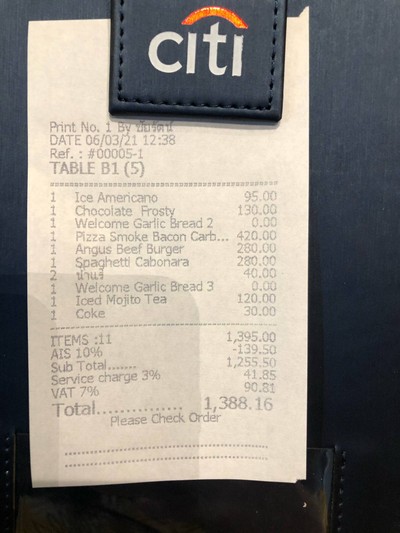 citi
Print No. 1 By ชัยรัตน์
DATE 06/03/21 12:38
Ref. : #00005-1
TABLE B1 (5)
1 Ice Americano 95.00
1 Chocolate Frosty 130.00
1 Welcome Garlic Bread 2 0.00
1 Pizza Smoke Bacon Carb... 420.00
1 Angus Beef Burger 280.00
1 Spaghetti Cabonara 280.00
2 น้ำแร่ 40.00
1 Welcome Garlic Bread 3 0.00
1 Iced Mojito Tea 120.00
1 Coke 30.00
ITEMS :11 1,395.00
AIS 10% -139.50
Sub Total....... 1,255.50
Service charge 3% 41.85
VAT 7% 90.81
Total.............. 1,388.16
Please Check Order